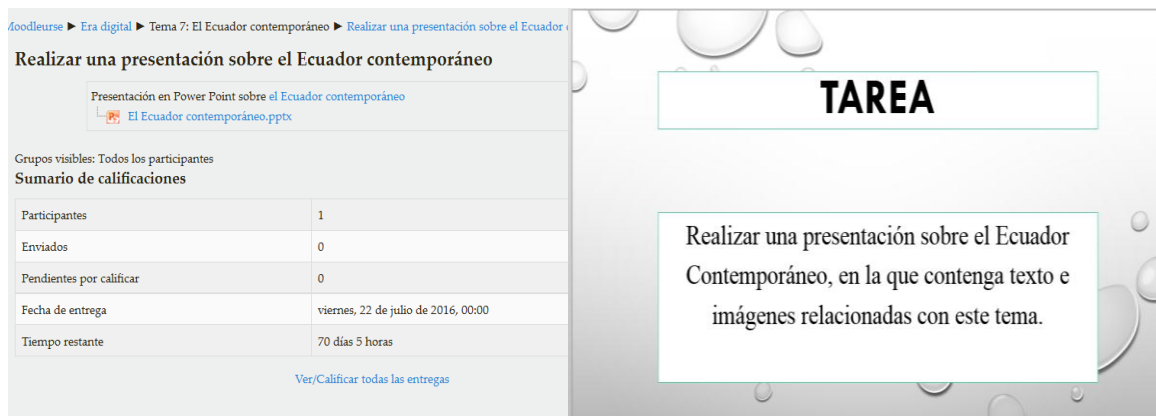 Moodleurse ► Era digital ► Tema 7: El Ecuador contemporáneo ► Realizar una presentación sobre el Ecuador
Realizar una presentación sobre el Ecuador contemporáneo
Presentación en Power Point sobre el Ecuador contemporáneo
El Ecuador contemporáneo.pptx
Grupos visibles: Todos los participantes
Sumario de calificaciones
Participantes 1
Enviados 0
Pendientes por calificar 0
Fecha de entrega viernes, 22 de julio de 2016, 00:00
Tiempo restante 70 días 5 horas
Ver/Calificar todas las entregas
TAREA
Realizar una presentación sobre el Ecuador
Contemporáneo, en la que contenga texto e
imágenes relacionadas con este tema.